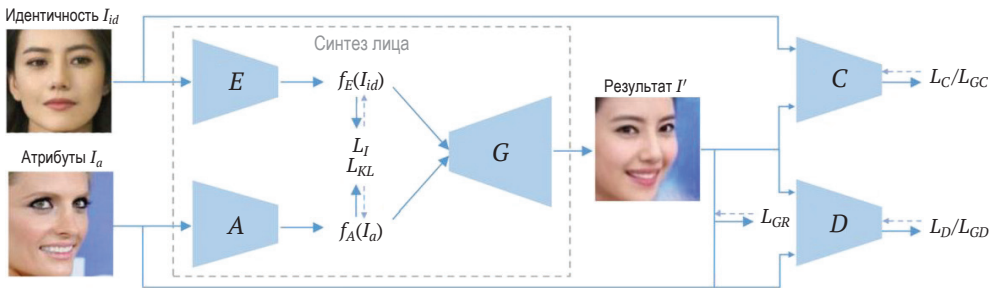 Идентичность I_id
Синтез лица
E
f_E(I_id)
C
L_C/L_GC
Результат I'
L_I
L_KL
G
Атрибуты I_a
A
f_A(I_a)
L_GR
D
L_D/L_GD